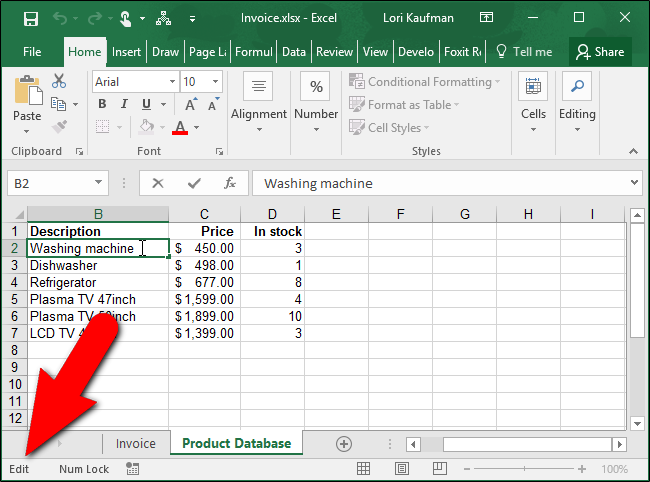 Invoice.xlsx - Excel
Lori Kaufman
File Home Insert Draw Page La Formul Data Review View Develo Foxit Re Tell me Share
Paste
Arial 10
B I U A A
A
Alignment
%
Number
Conditional Formatting
Format as Table
Cell Styles
Cells
Editing
Clipboard Font Styles
B2 fx Washing machine
B C D E F G H I
1 Description Price In stock
2 Washing machine $ 450.00 3
3 Dishwasher $ 498.00 1
4 Refrigerator $ 677.00 8
5 Plasma TV 47inch $ 1,599.00 4
6 Plasma TV $ 1,899.00 10
7 LCD TV $ 1,399.00 3
8
9
10
11
12
Invoice Product Database
Edit Num Lock 100%